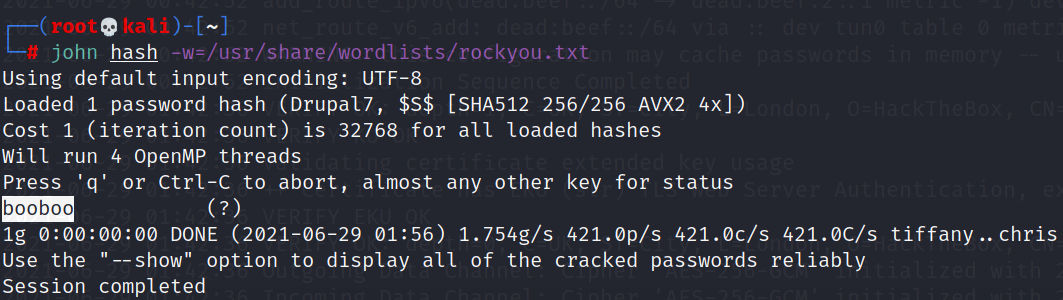 ┌──(root💀kali)-[~]
└─# john hash -w=/usr/share/wordlists/rockyou.txt
Using default input encoding: UTF-8
Loaded 1 password hash (Drupal7, $S$ [SHA512 256/256 AVX2 4x])
Cost 1 (iteration count) is 32768 for all loaded hashes
Will run 4 OpenMP threads
Press 'q' or Ctrl-C to abort, almost any other key for status
booboo           (?)
1g 0:00:00:00 DONE (2021-06-29 01:56) 1.754g/s 421.0p/s 421.0c/s 421.0C/s tiffany..chris
Use the "--show" option to display all of the cracked passwords reliably
Session completed